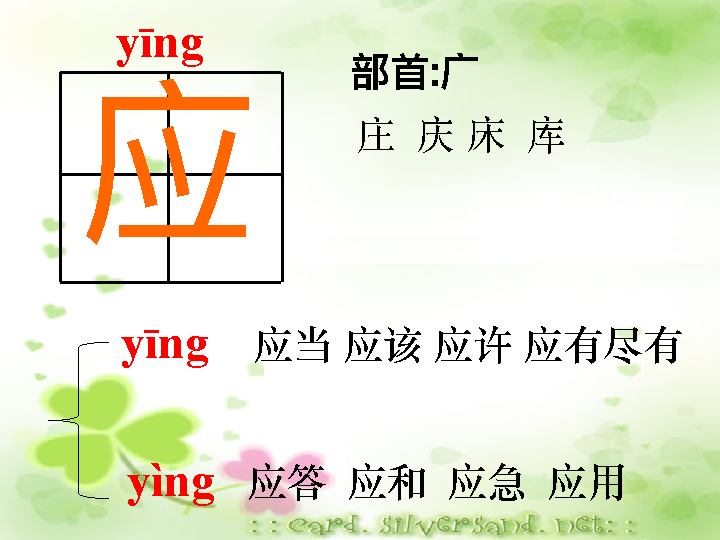 yīng
应
部首:广
庄 庆 床 库
yīng 应当 应该 应许 应有尽有
yìng 应答 应和 应急 应用
::card.silversand.net::